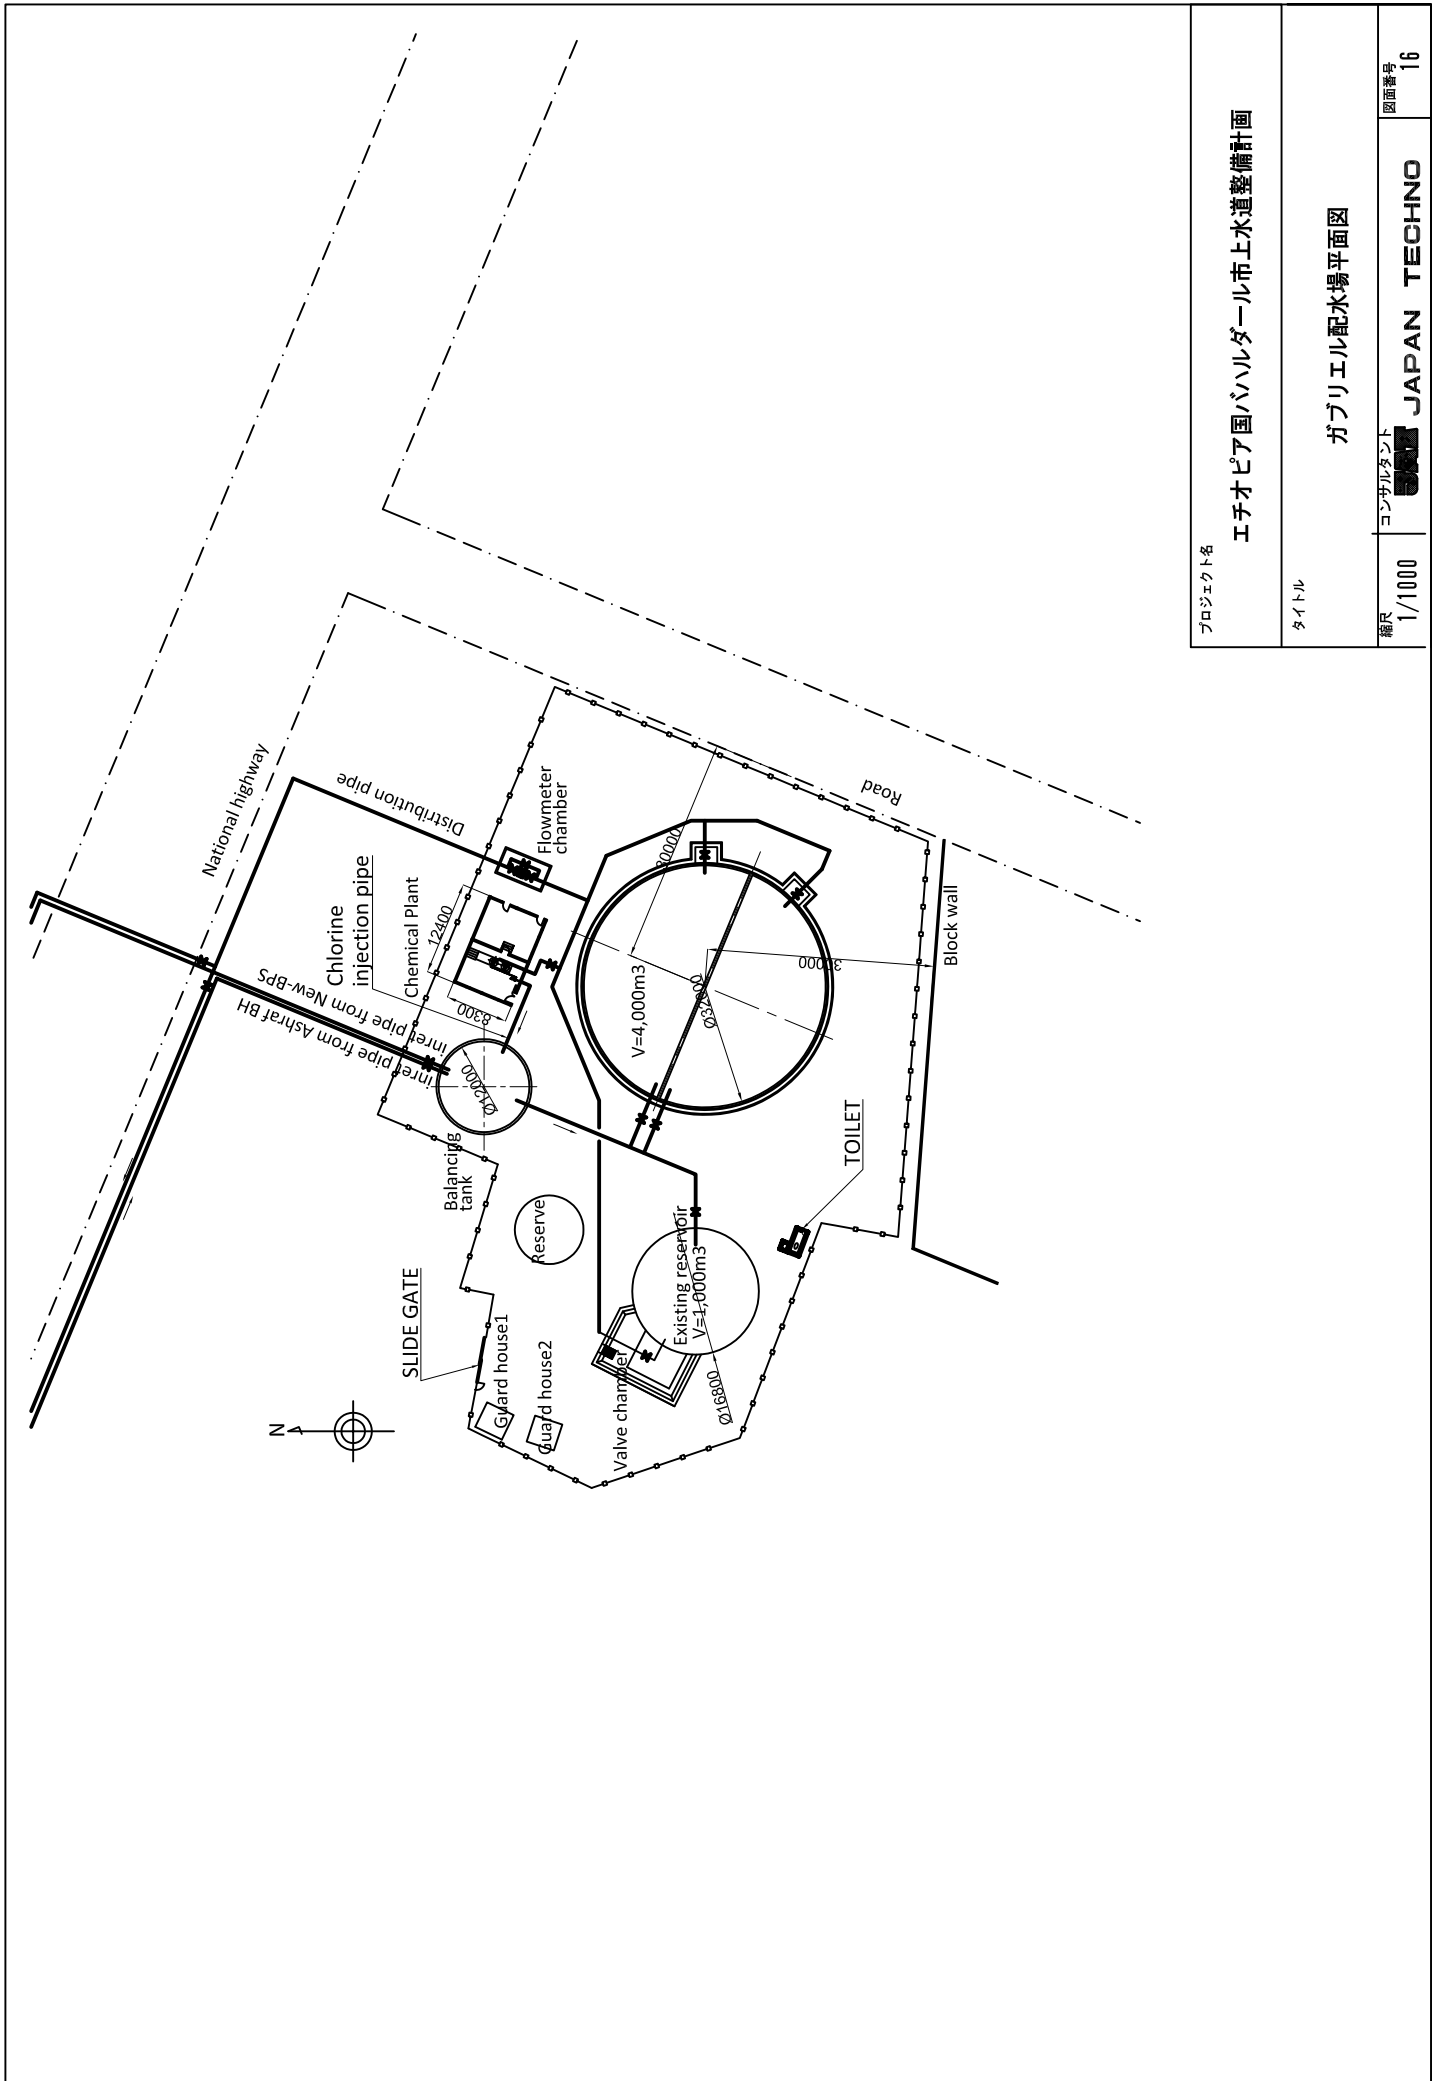 National highway
Distribution pipe
Flowmeter
chamber
Road
Chlorine
injection pipe
Chemical Plant
12400
8300
30000
inret pipe from New-BPS
inret pipe from Ashraf BH
Ø12000
V=4,000m3
Ø32000
30000
Block wall
Balancing
tank
Reserve
TOILET
SLIDE GATE
Existing reservoir
V=1,000m3
Guard house1
Guard house2
Valve chamber
Ø16800
N
プロジェクト名
エチオピア国バハルダール市上水道整備計画
タイトル
ガブリエル配水場平面図
縮尺
1/1000
コンサルタント
JAPAN TECHNO
図面番号
16